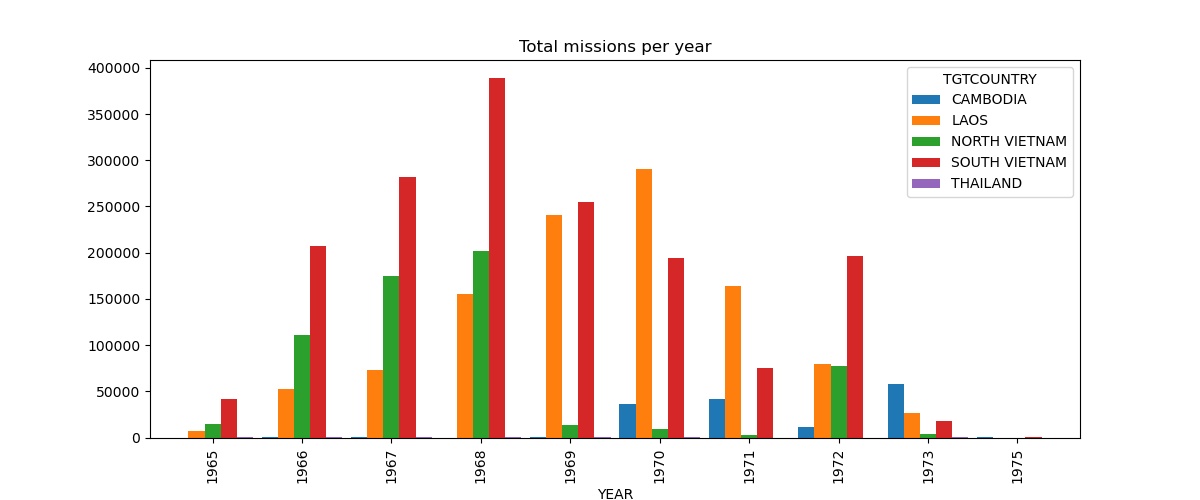 Total missions per year
400000
350000
300000
250000
200000
150000
100000
50000
0
TGTCOUNTRY
CAMBODIA
LAOS
NORTH VIETNAM
SOUTH VIETNAM
THAILAND
1965
1966
1967
1968
1969
1970
1971
1972
1973
1975
YEAR